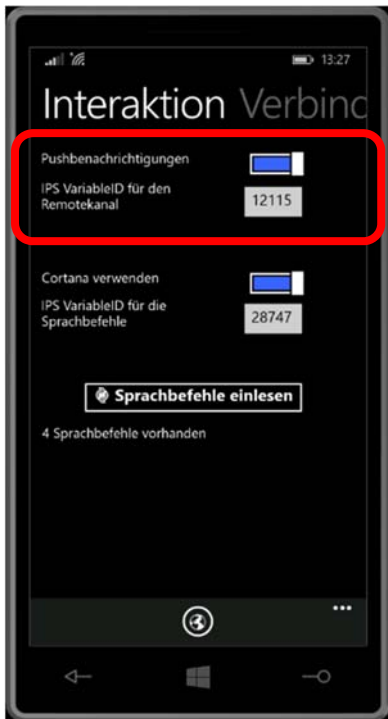 13:27
Interaktion Verbinc
Pushbenachrichtigungen
IPS VariableID für den
Remotekanal
12115
Cortana verwenden
IPS VariableID für die
Sprachbefehle
28747
Sprachbefehle einlesen
4 Sprachbefehle vorhanden